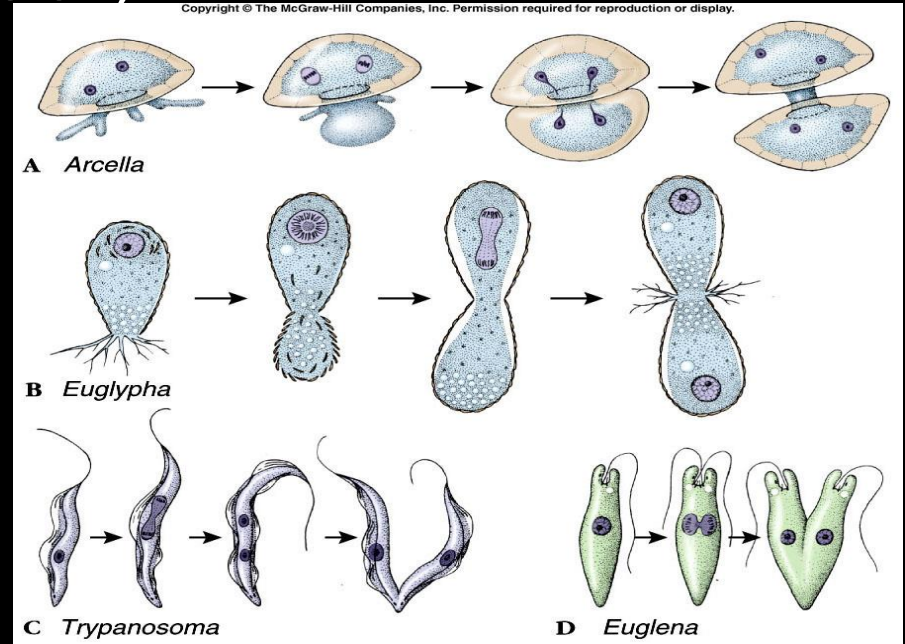 Copyright © The McGraw-Hill Companies, Inc. Permission required for reproduction or display.
A Arcella
B Euglypha
C Trypanosoma
D Euglena